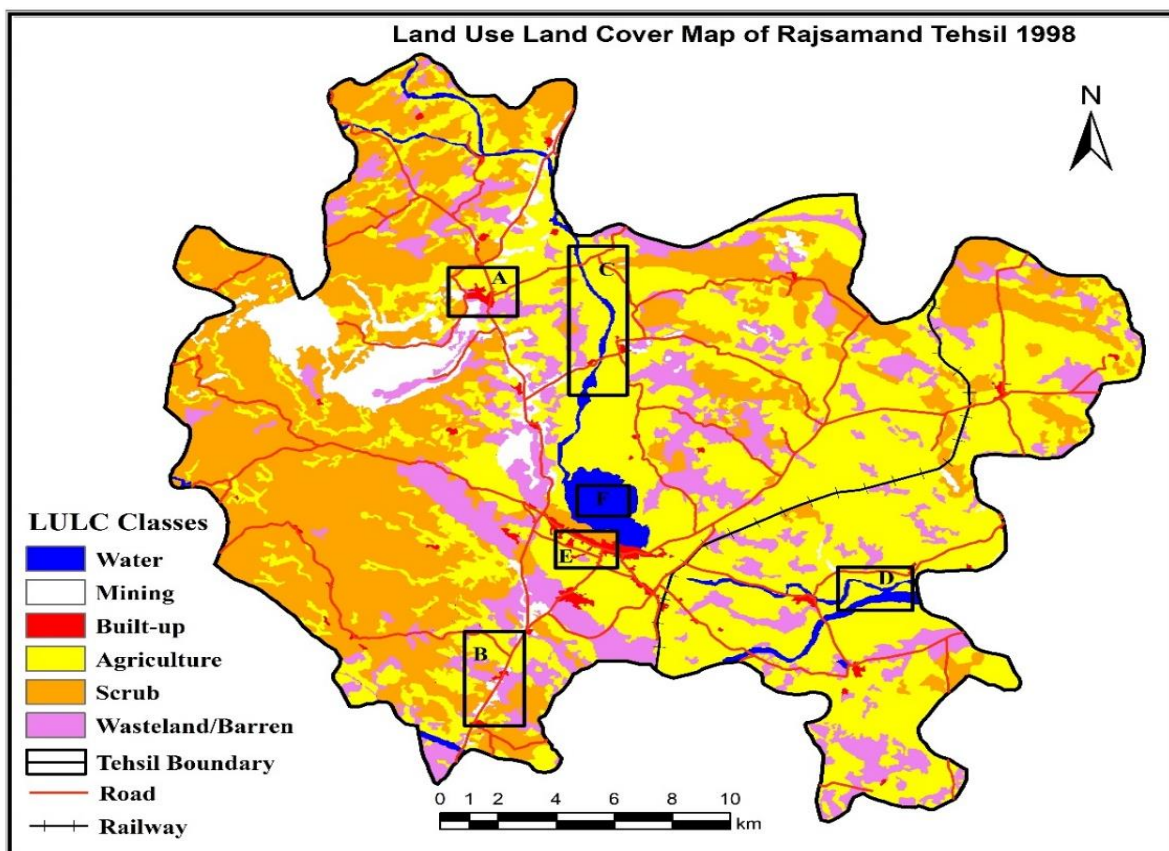 Land Use Land Cover Map of Rajsamand Tehsil 1998
N
A
C
F
E
D
B
LULC Classes
Water
Mining
Built-up
Agriculture
Scrub
Wasteland/Barren
Tehsil Boundary
Road
Railway
0 1 2 4 6 8 10
km